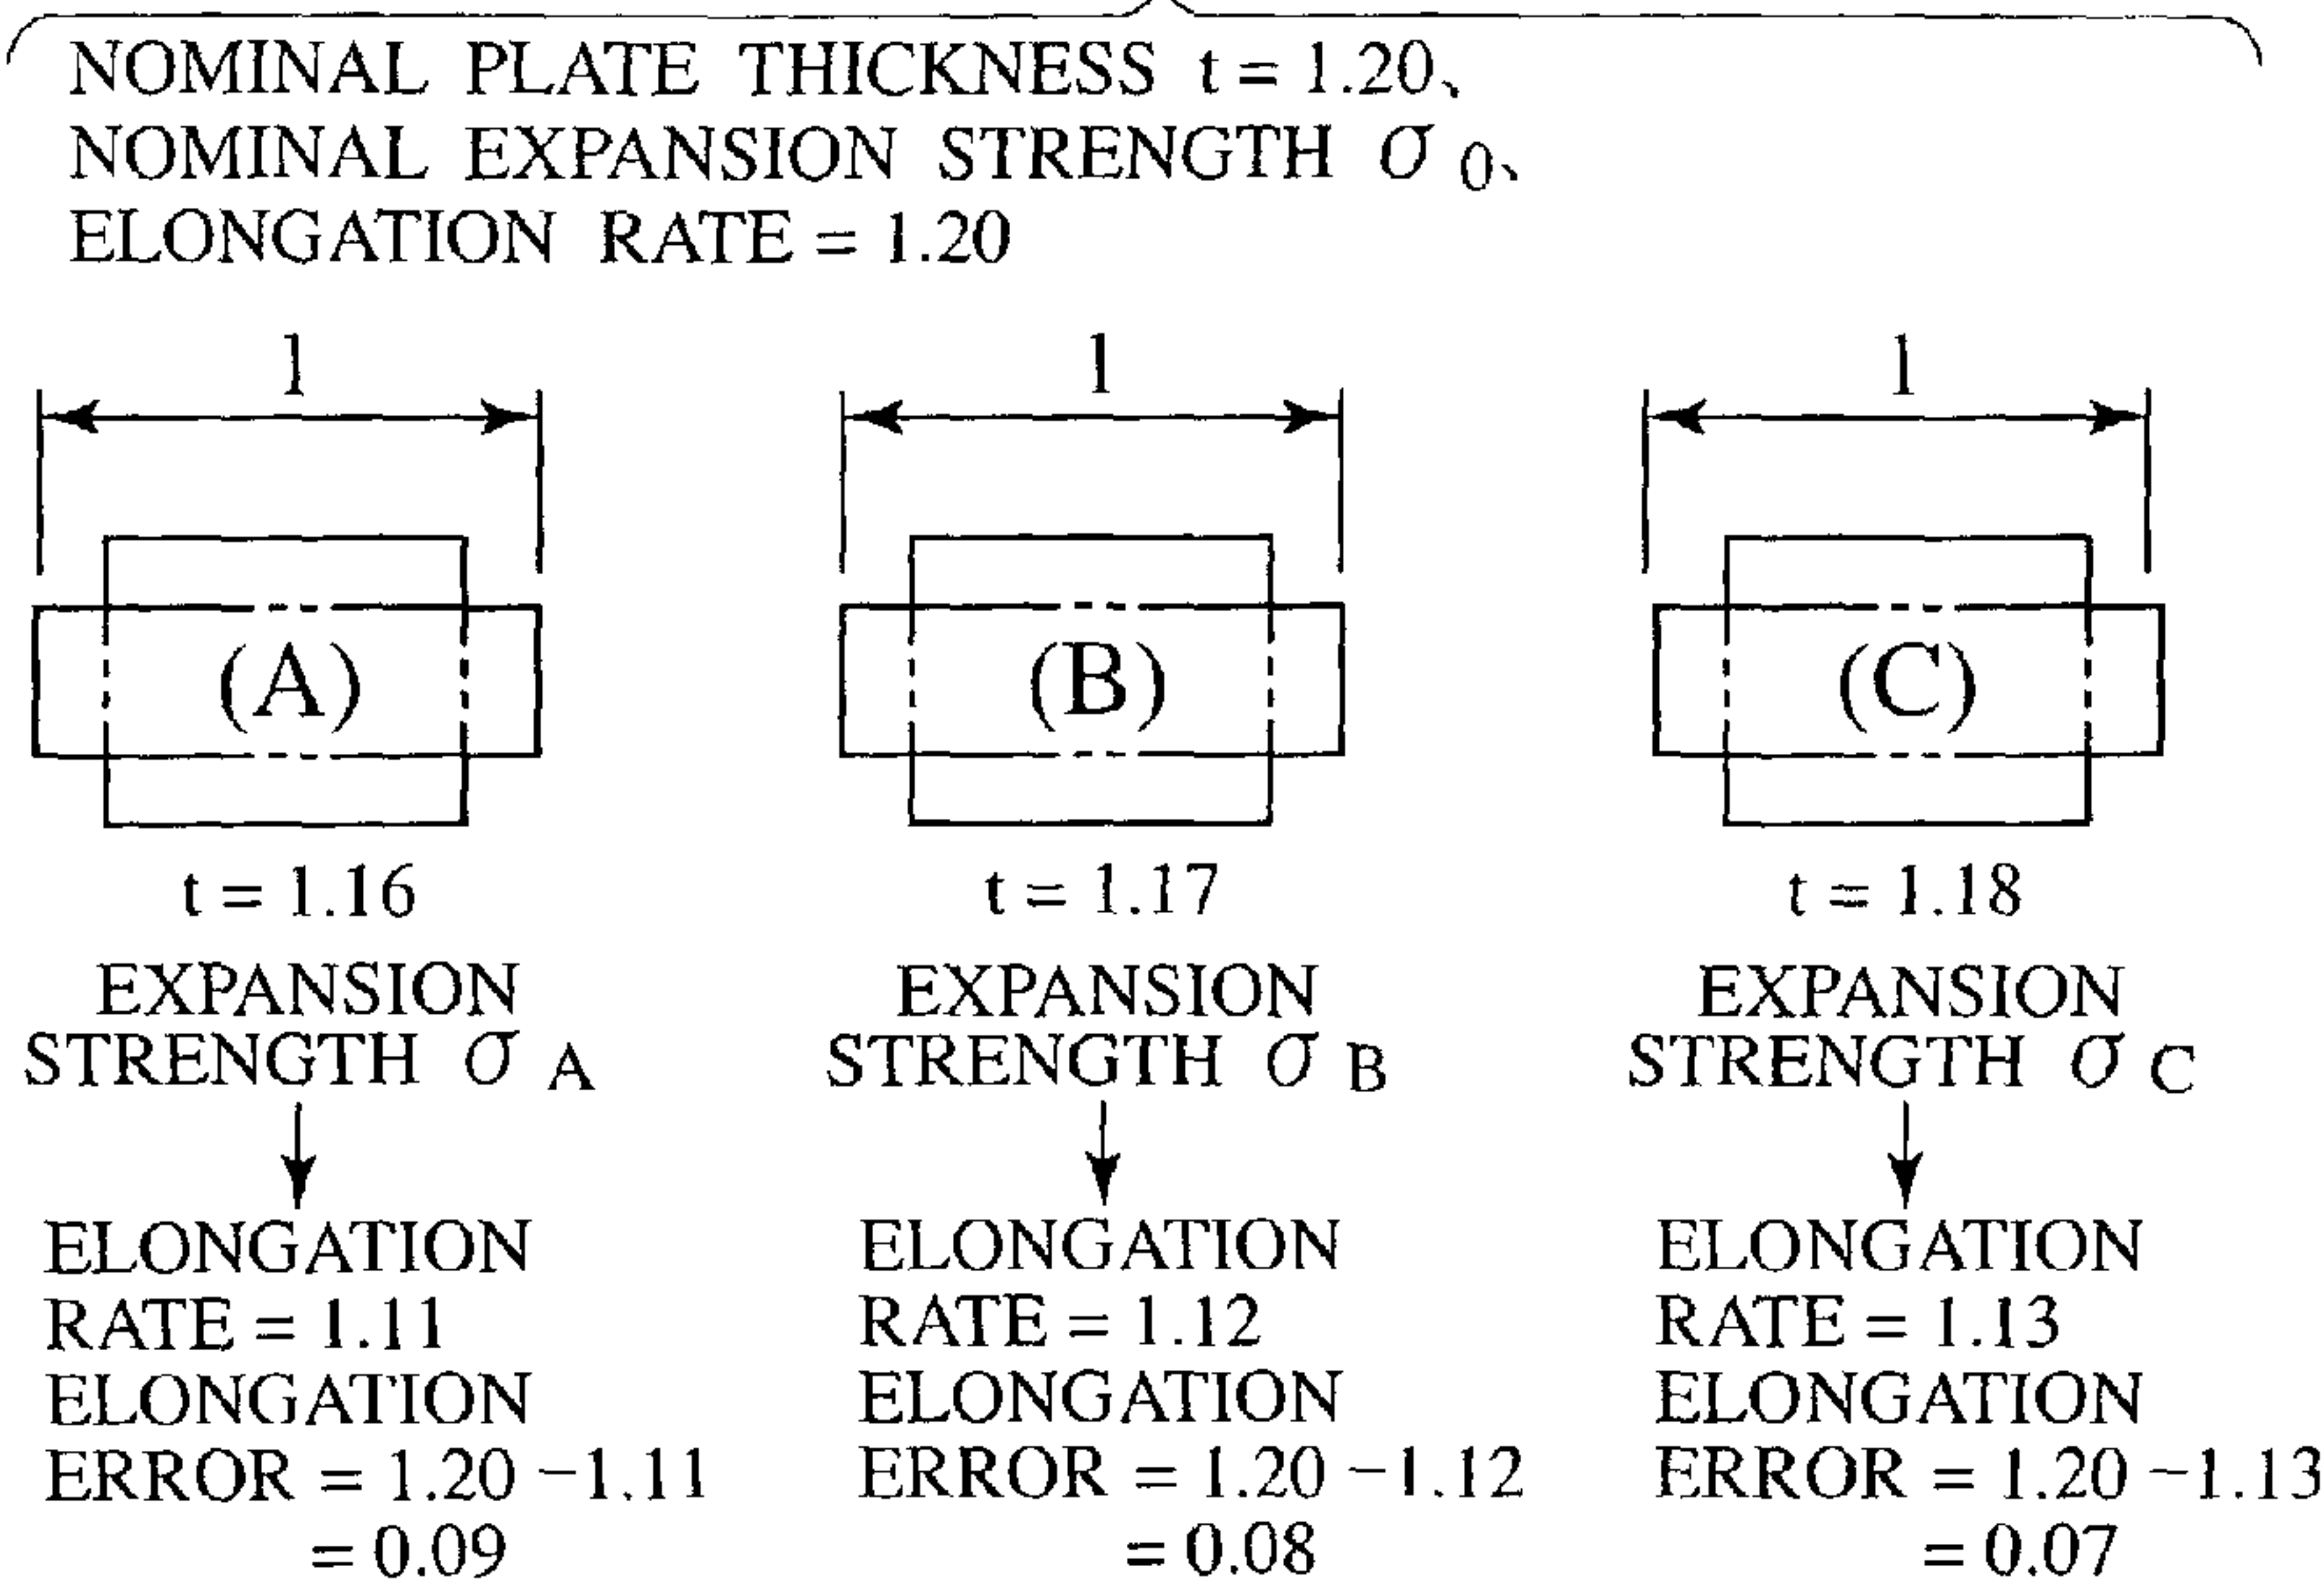 NOMINAL PLATE THICKNESS t = 1.20、
NOMINAL EXPANSION STRENGTH σ 0、
ELONGATION RATE = 1.20
l
l
l
(A)
(B)
(C)
t = 1.16
t = 1.17
t = 1.18
EXPANSION
STRENGTH σ A
EXPANSION
STRENGTH σ B
EXPANSION
STRENGTH σ C
ELONGATION
RATE = 1.11
ELONGATION
ERROR = 1.20 −1.11
= 0.09
ELONGATION
RATE = 1.12
ELONGATION
ERROR = 1.20 −1.12
= 0.08
ELONGATION
RATE = 1.13
ELONGATION
ERROR = 1.20 −1.13
= 0.07